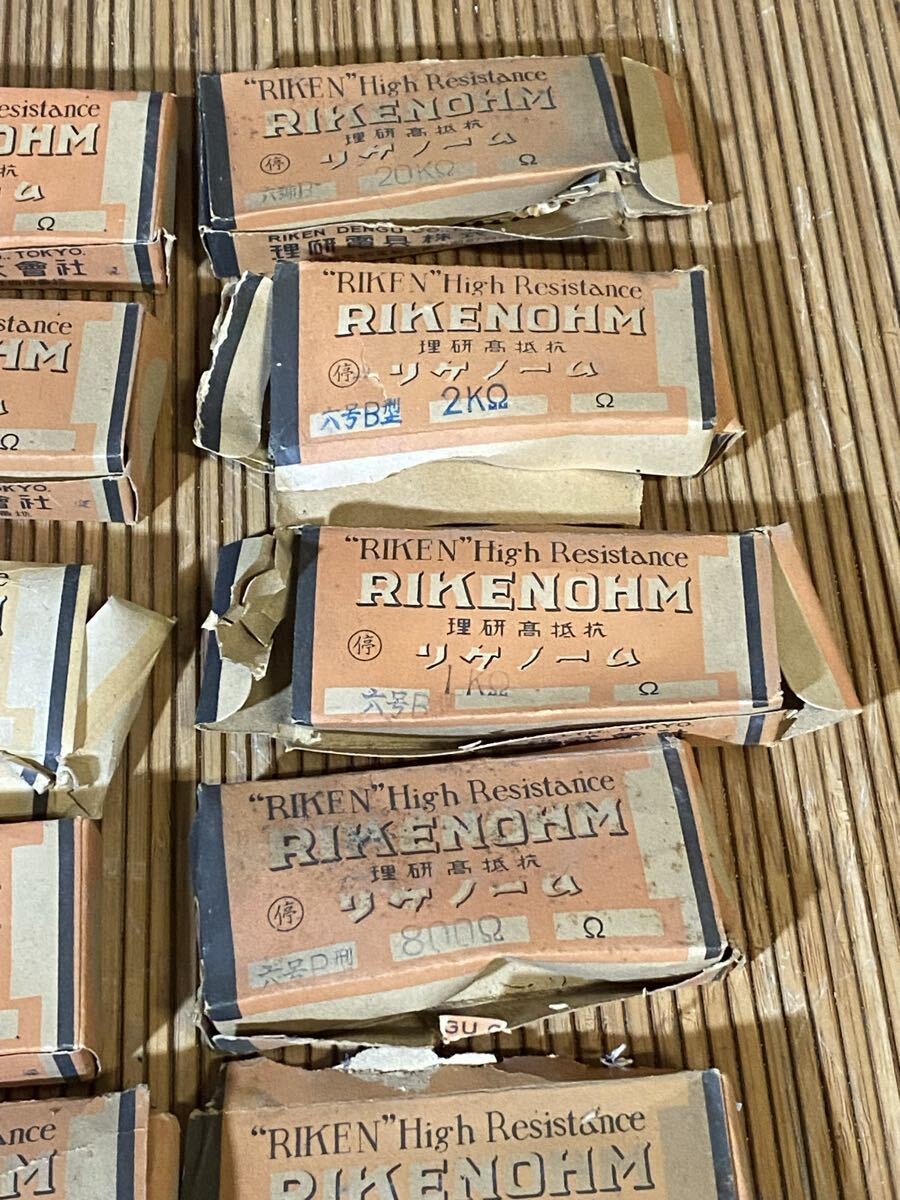 "RIKEN" High Resistance
RIKENOHM
理研高抵抗
停 リケノーム
20KΩ Ω
RIKEN DENGU
理研電具株
"RIKEN" High Resistance
RIKENOHM
理研高抵抗
停 リケノーム
六号B型 2KΩ Ω
"RIKEN" High Resistance
RIKENOHM
理研高抵抗
停 リケノーム
六号B 1KΩ Ω
TOKYO.
"RIKEN" High Resistance
RIKENOHM
理研高抵抗
停 リケノーム
六号B型 800Ω Ω
"RIKEN" High Resistance
RIKENOHM
esistance
OHM
抗
ム
Ω
TOKYO.
會社
stance
HM
Ω
OKYO.
會社
ance
M